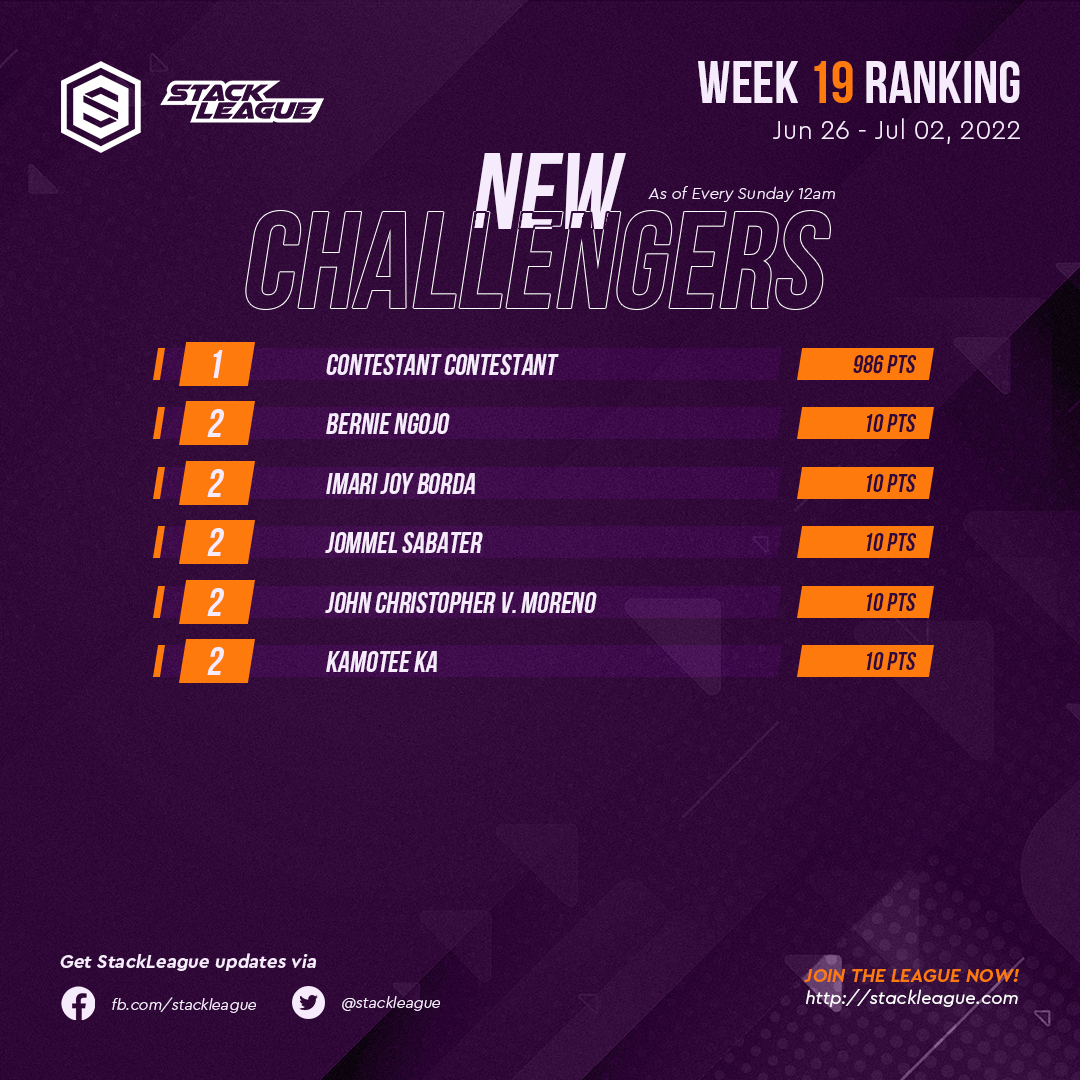 STACK
LEAGUE
WEEK 19 RANKING
Jun 26 - Jul 02, 2022
NEW
As of Every Sunday 12am
CHALLENGERS
1 CONTESTANT CONTESTANT 986 PTS
2 BERNIE NGOJO 10 PTS
2 IMARI JOY BORDA 10 PTS
2 JOMMEL SABATER 10 PTS
2 JOHN CHRISTOPHER V. MORENO 10 PTS
2 KAMOTEE KA 10 PTS
Get StackLeague updates via
fb.com/stackleague @stackleague
JOIN THE LEAGUE NOW!
http://stackleague.com